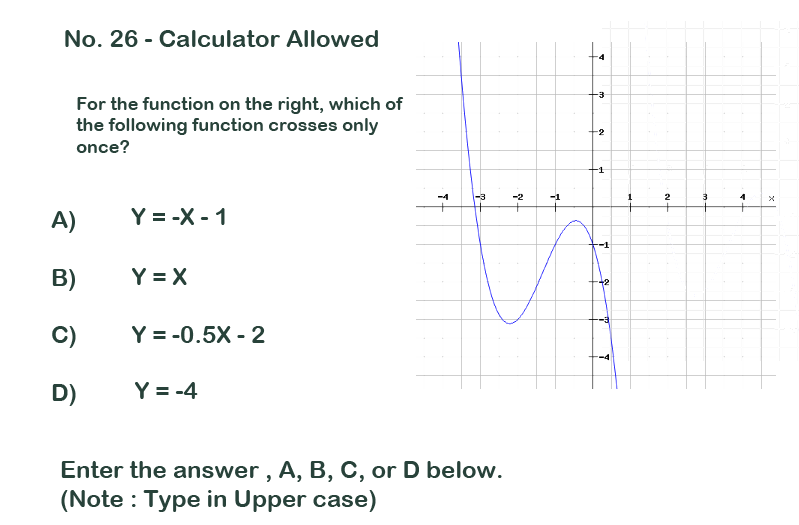 No. 26 - Calculator Allowed
For the function on the right, which of
the following function crosses only
once?
A) Y = -X - 1
B) Y = X
C) Y = -0.5X - 2
D) Y = -4
Enter the answer , A, B, C, or D below.
(Note : Type in Upper case)
4
3
2
1
-4 -3 -2 -1 1 2 3 4 x
-1
-2
-3
-4